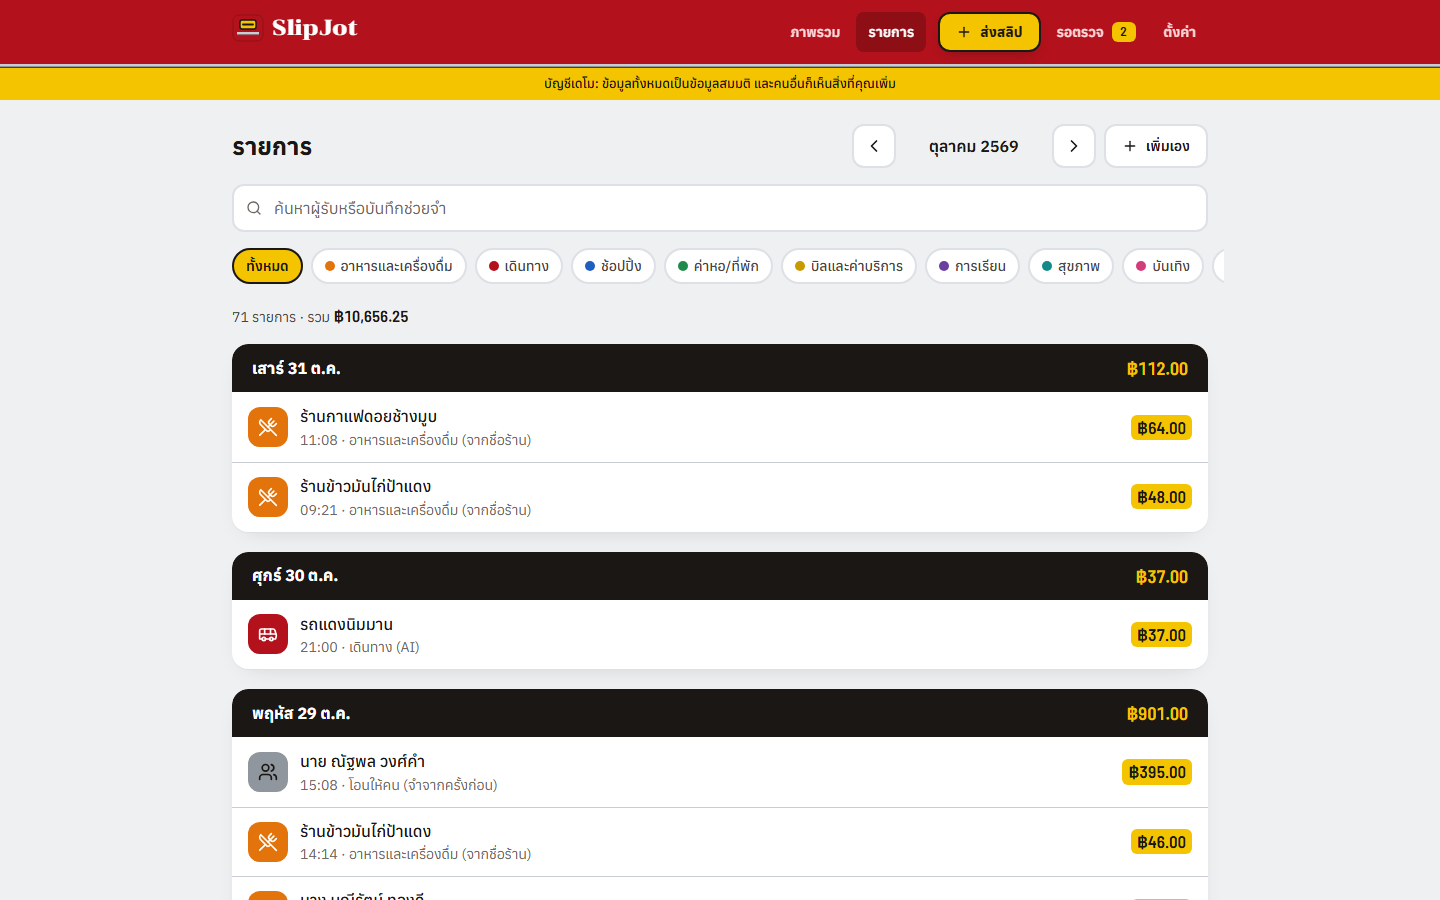 SlipJot
ภาพรวม
รายการ
ส่งสลิป
รอตรวจ 2
ตั้งค่า
บัญชีเดโม: ข้อมูลทั้งหมดเป็นข้อมูลสมมติ และคนอื่นก็เห็นสิ่งที่คุณเพิ่ม
รายการ
ตุลาคม 2569
เพิ่มเอง
ค้นหาผู้รับหรือบันทึกช่วยจำ
ทั้งหมด
อาหารและเครื่องดื่ม
เดินทาง
ช้อปปิ้ง
ค่าหอ/ที่พัก
บิลและค่าบริการ
การเรียน
สุขภาพ
บันเทิง
71 รายการ · รวม ฿10,656.25
เสาร์ 31 ต.ค. ฿112.00
ร้านกาแฟดอยช้างมูบ
11:08 · อาหารและเครื่องดื่ม (จากชื่อร้าน)
฿64.00
ร้านข้าวมันไก่ป้าแดง
09:21 · อาหารและเครื่องดื่ม (จากชื่อร้าน)
฿48.00
ศุกร์ 30 ต.ค. ฿37.00
รถแดงนิมมาน
21:00 · เดินทาง (AI)
฿37.00
พฤหัส 29 ต.ค. ฿901.00
นาย ณัฐพล วงศ์คำ
15:08 · โอนให้คน (จำจากครั้งก่อน)
฿395.00
ร้านข้าวมันไก่ป้าแดง
14:14 · อาหารและเครื่องดื่ม (จากชื่อร้าน)
฿46.00